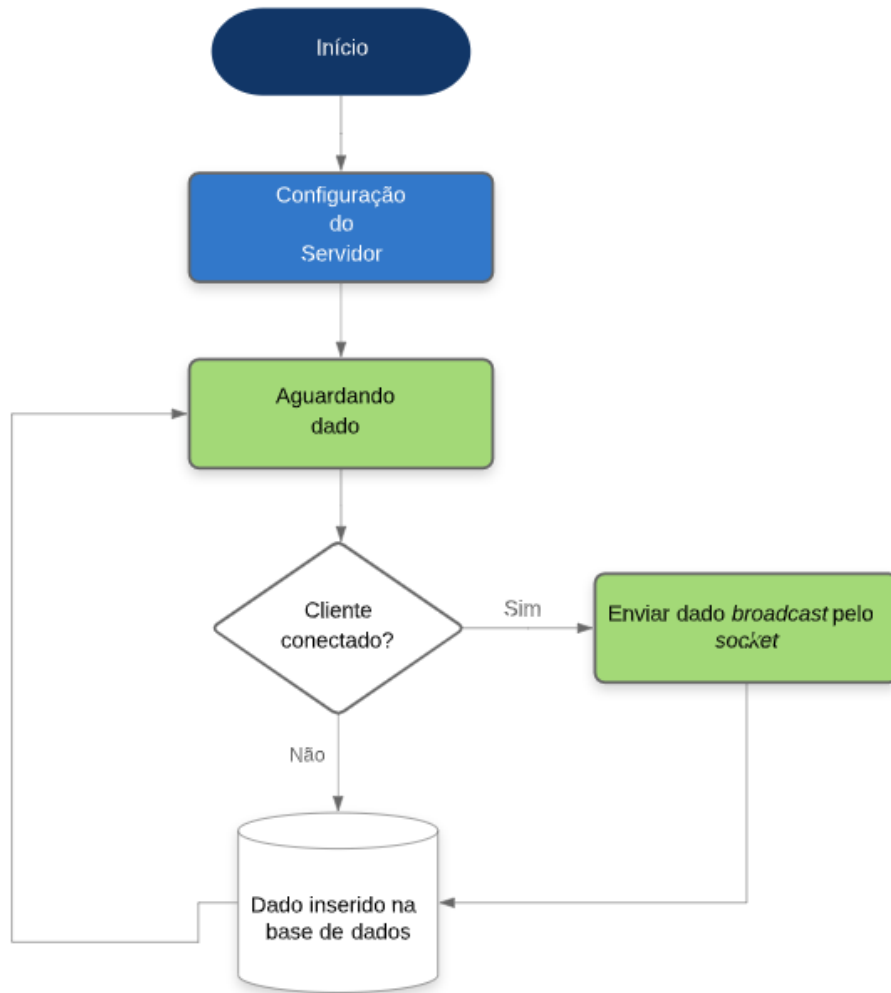 Início
Configuração
do
Servidor
Aguardando
dado
Cliente
conectado?
Sim
Enviar dado broadcast pelo
socket
Não
Dado inserido na
base de dados